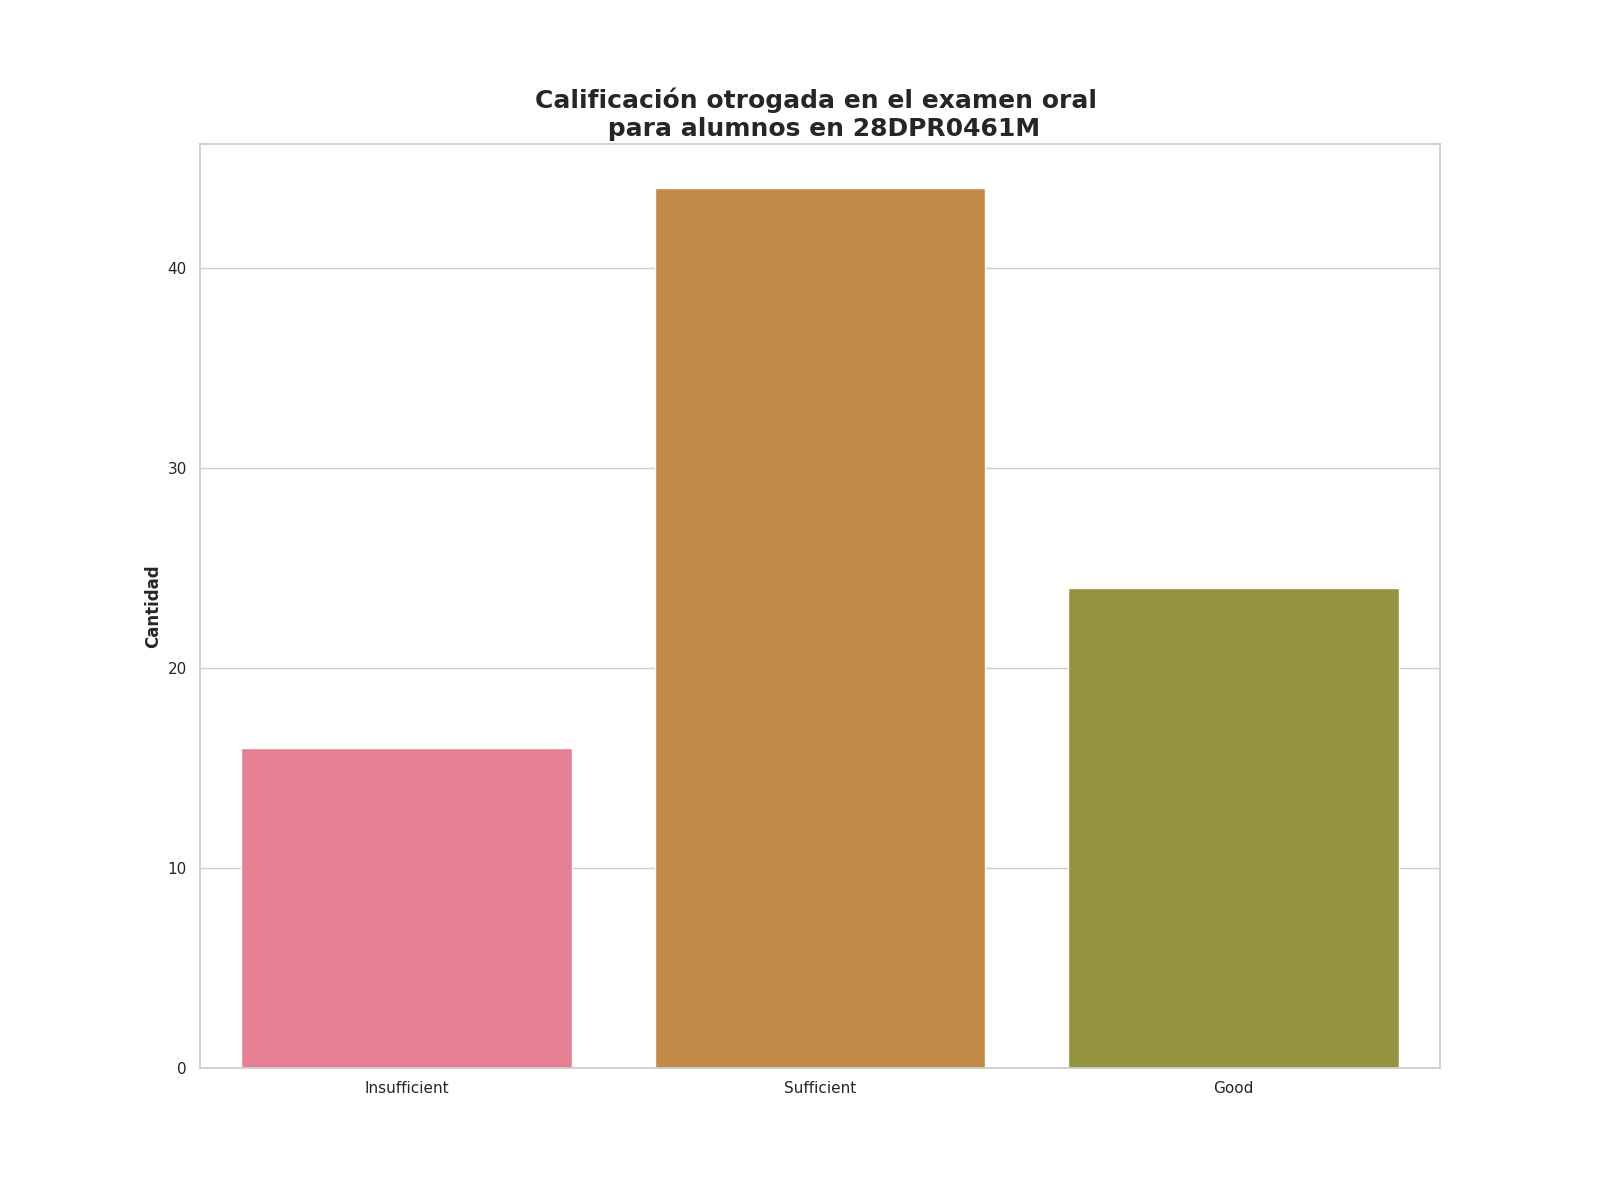 Calificación otrogada en el examen oral
para alumnos en 28DPR0461M
Cantidad
40
30
20
10
0
Insufficient
Sufficient
Good